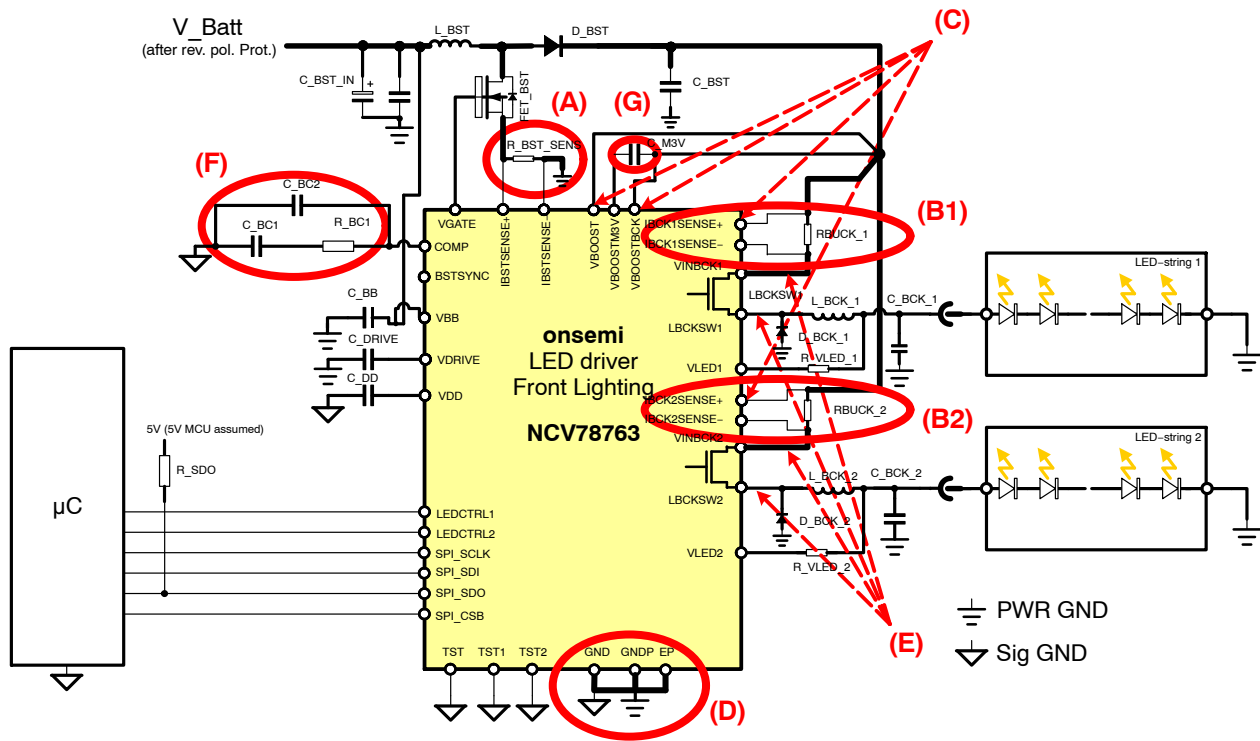 V_Batt
(after rev. pol. Prot.)
L_BST
D_BST
(C)
C_BST_IN
+
FET_BST
C_BST
(A)
(G)
R_BST_SENS
C_M3V
(F)
C_BC2
C_BC1
R_BC1
(B1)
VGATE
IBSTSENSE+
IBSTSENSE−
VBOOST
VBOOSTM3V
VBOOSTBCK
IBCK1SENSE+
IBCK1SENSE−
RBUCK_1
COMP
BSTSYNC
VINBCK1
LED−string 1
C_BB
VBB
LBCKSW1
L_BCK_1
C_BCK_1
LBCKSW1
D_BCK_1
onsemi
LED driver
Front Lighting
NCV78763
C_DRIVE
VDRIVE
R_VLED_1
VLED1
C_DD
VDD
IBCK2SENSE+
IBCK2SENSE−
RBUCK_2
(B2)
5V (5V MCU assumed)
VINBCK2
LED−string 2
R_SDO
L_BCK_2
C_BCK_2
LBCKSW2
µC
LEDCTRL1
D_BCK_2
LEDCTRL2
SPI_SCLK
VLED2
SPI_SDI
R_VLED_2
SPI_SDO
SPI_CSB
PWR GND
(E)
Sig GND
TST
TST1
TST2
GND
GNDP
EP
(D)